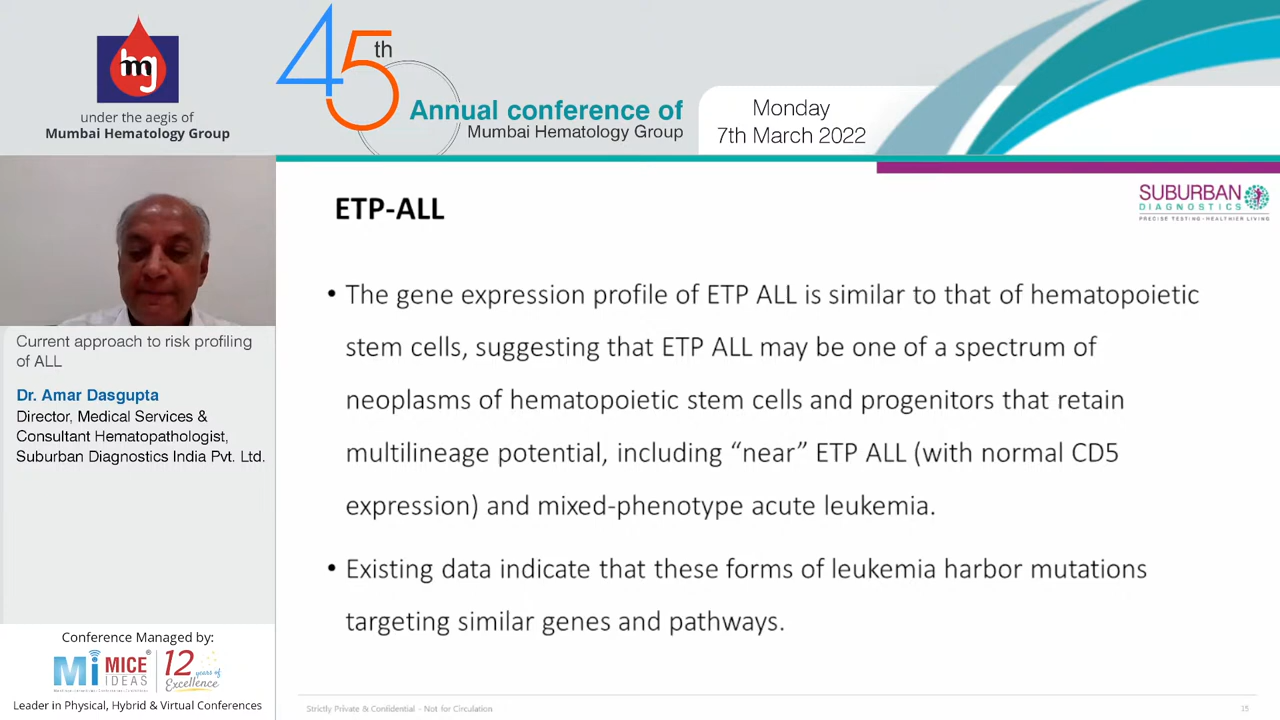 hmg
under the aegis of
Mumbai Hematology Group
45th
Annual conference of
Mumbai Hematology Group
Monday
7th March 2022
SUBURBAN
DIAGNOSTICS
PRECISE TESTING · HEALTHIER LIVING
ETP-ALL
• The gene expression profile of ETP ALL is similar to that of hematopoietic
stem cells, suggesting that ETP ALL may be one of a spectrum of
neoplasms of hematopoietic stem cells and progenitors that retain
multilineage potential, including “near” ETP ALL (with normal CD5
expression) and mixed-phenotype acute leukemia.
• Existing data indicate that these forms of leukemia harbor mutations
targeting similar genes and pathways.
Strictly Private & Confidential - Not for Circulation
15
Current approach to risk profiling
of ALL
Dr. Amar Dasgupta
Director, Medical Services &
Consultant Hematopathologist,
Suburban Diagnostics India Pvt. Ltd.
Conference Managed by:
Mi MICE IDEAS®
12 years of Excellence
Leader in Physical, Hybrid & Virtual Conferences